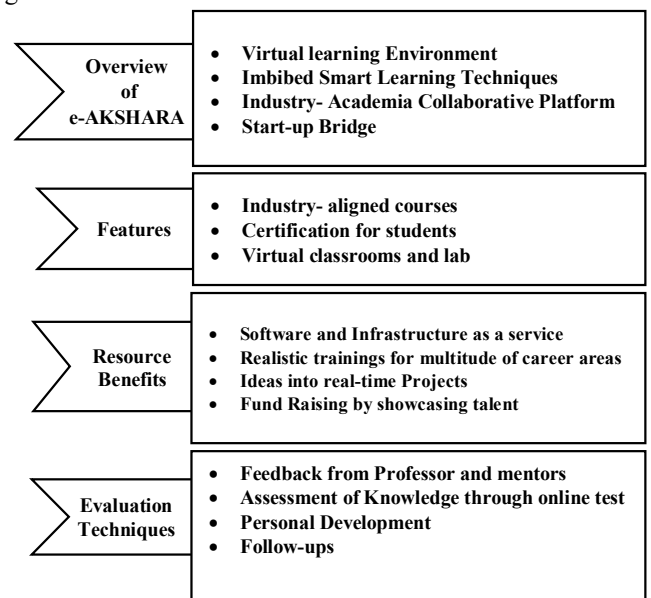 Overview
of
e-AKSHARA
• Virtual learning Environment
• Imbibed Smart Learning Techniques
• Industry- Academia Collaborative Platform
• Start-up Bridge
Features
• Industry- aligned courses
• Certification for students
• Virtual classrooms and lab
Resource
Benefits
• Software and Infrastructure as a service
• Realistic trainings for multitude of career areas
• Ideas into real-time Projects
• Fund Raising by showcasing talent
Evaluation
Techniques
• Feedback from Professor and mentors
• Assessment of Knowledge through online test
• Personal Development
• Follow-ups